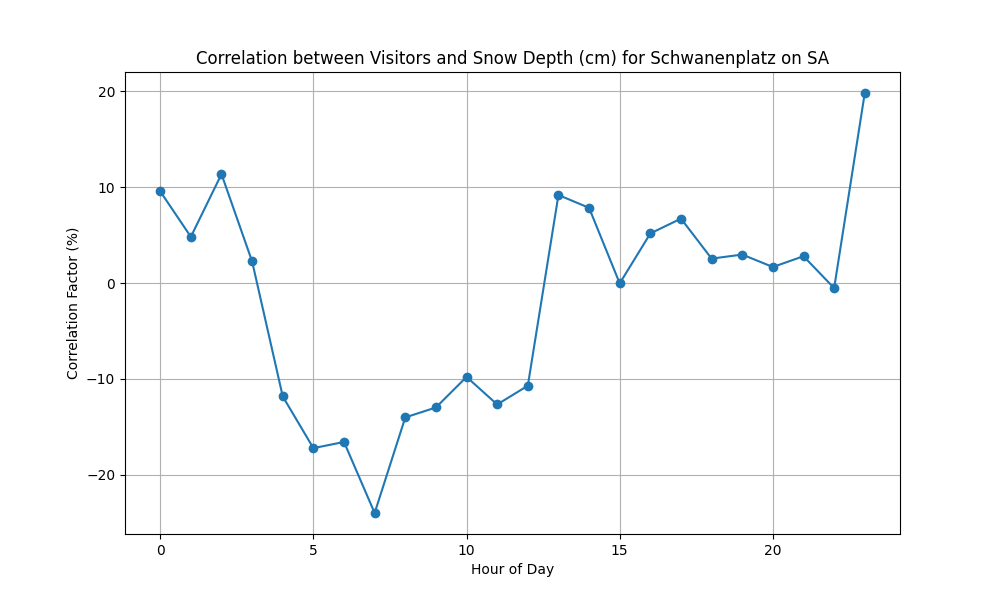 Correlation between Visitors and Snow Depth (cm) for Schwanenplatz on SA
Correlation Factor (%)
20
10
0
−10
−20
0 5 10 15 20
Hour of Day